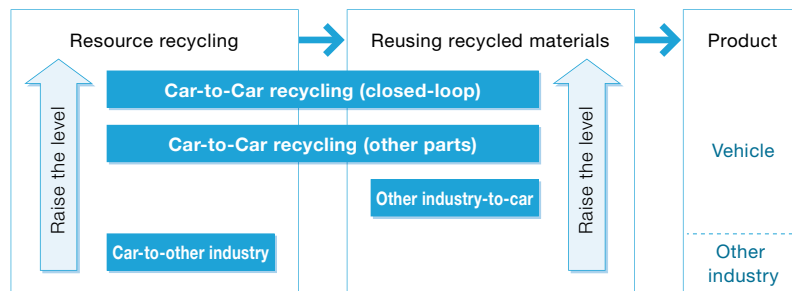 Resource recycling
Reusing recycled materials
Product
Raise the level
Car-to-Car recycling (closed-loop)
Car-to-Car recycling (other parts)
Other industry-to-car
Car-to-other industry
Raise the level
Vehicle
Other
industry